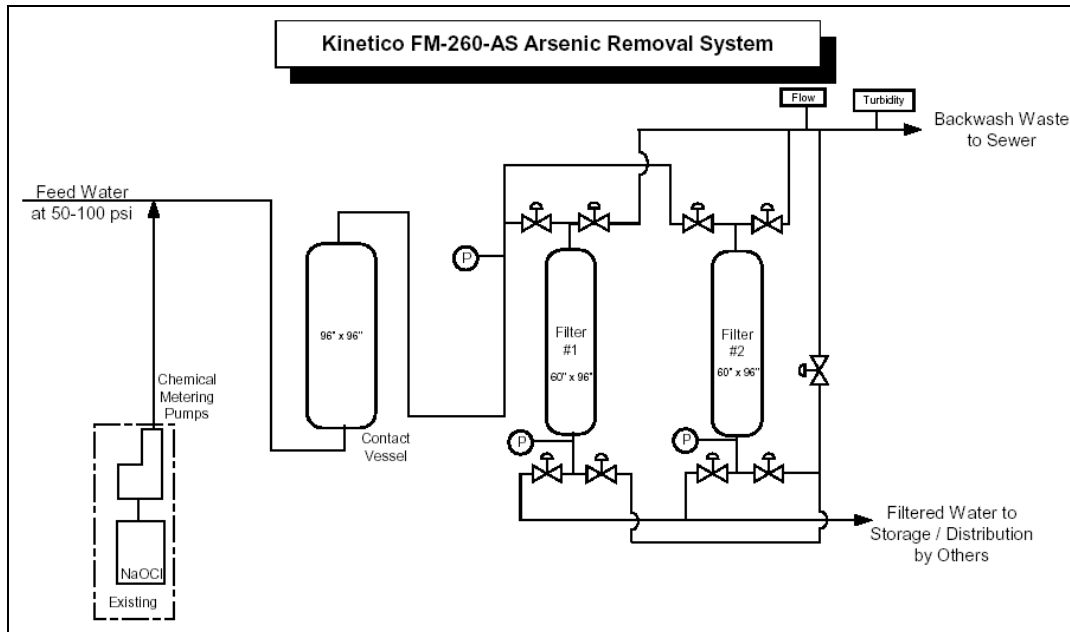 Kinetico FM-260-AS Arsenic Removal System
Flow
Turbidity
Backwash Waste
to Sewer
Feed Water
at 50-100 psi
P
96" x 96"
Filter
#1
60" x 96"
Filter
#2
60" x 96"
Chemical
Metering
Pumps
Contact
Vessel
P
P
NaOCl
Existing
Filtered Water to
Storage / Distribution
by Others